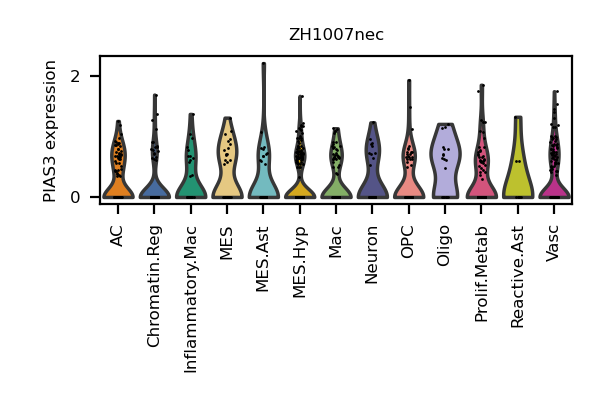 ZH1007nec
PIAS3 expression
2
0
AC
Chromatin.Reg
Inflammatory.Mac
MES
MES.Ast
MES.Hyp
Mac
Neuron
OPC
Oligo
Prolif.Metab
Reactive.Ast
Vasc